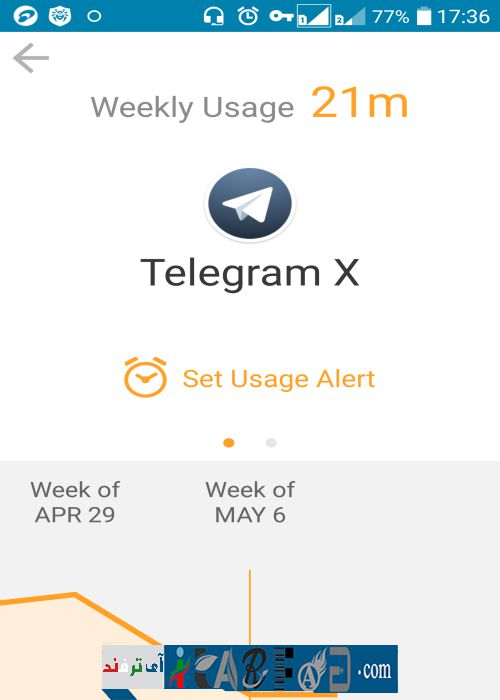 77% 17:36
Weekly Usage 21m
Telegram X
Set Usage Alert
Week of
APR 29
Week of
MAY 6
آی ترفند
.com